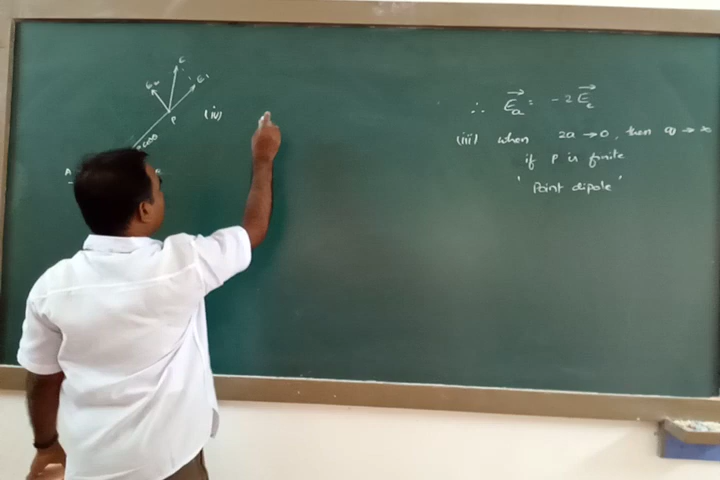 E
P
(iv)
A
∴ E⃗a = -2 E⃗e
(iii) when 2a → 0, then q → ∞
if P is finite
'Point dipole'